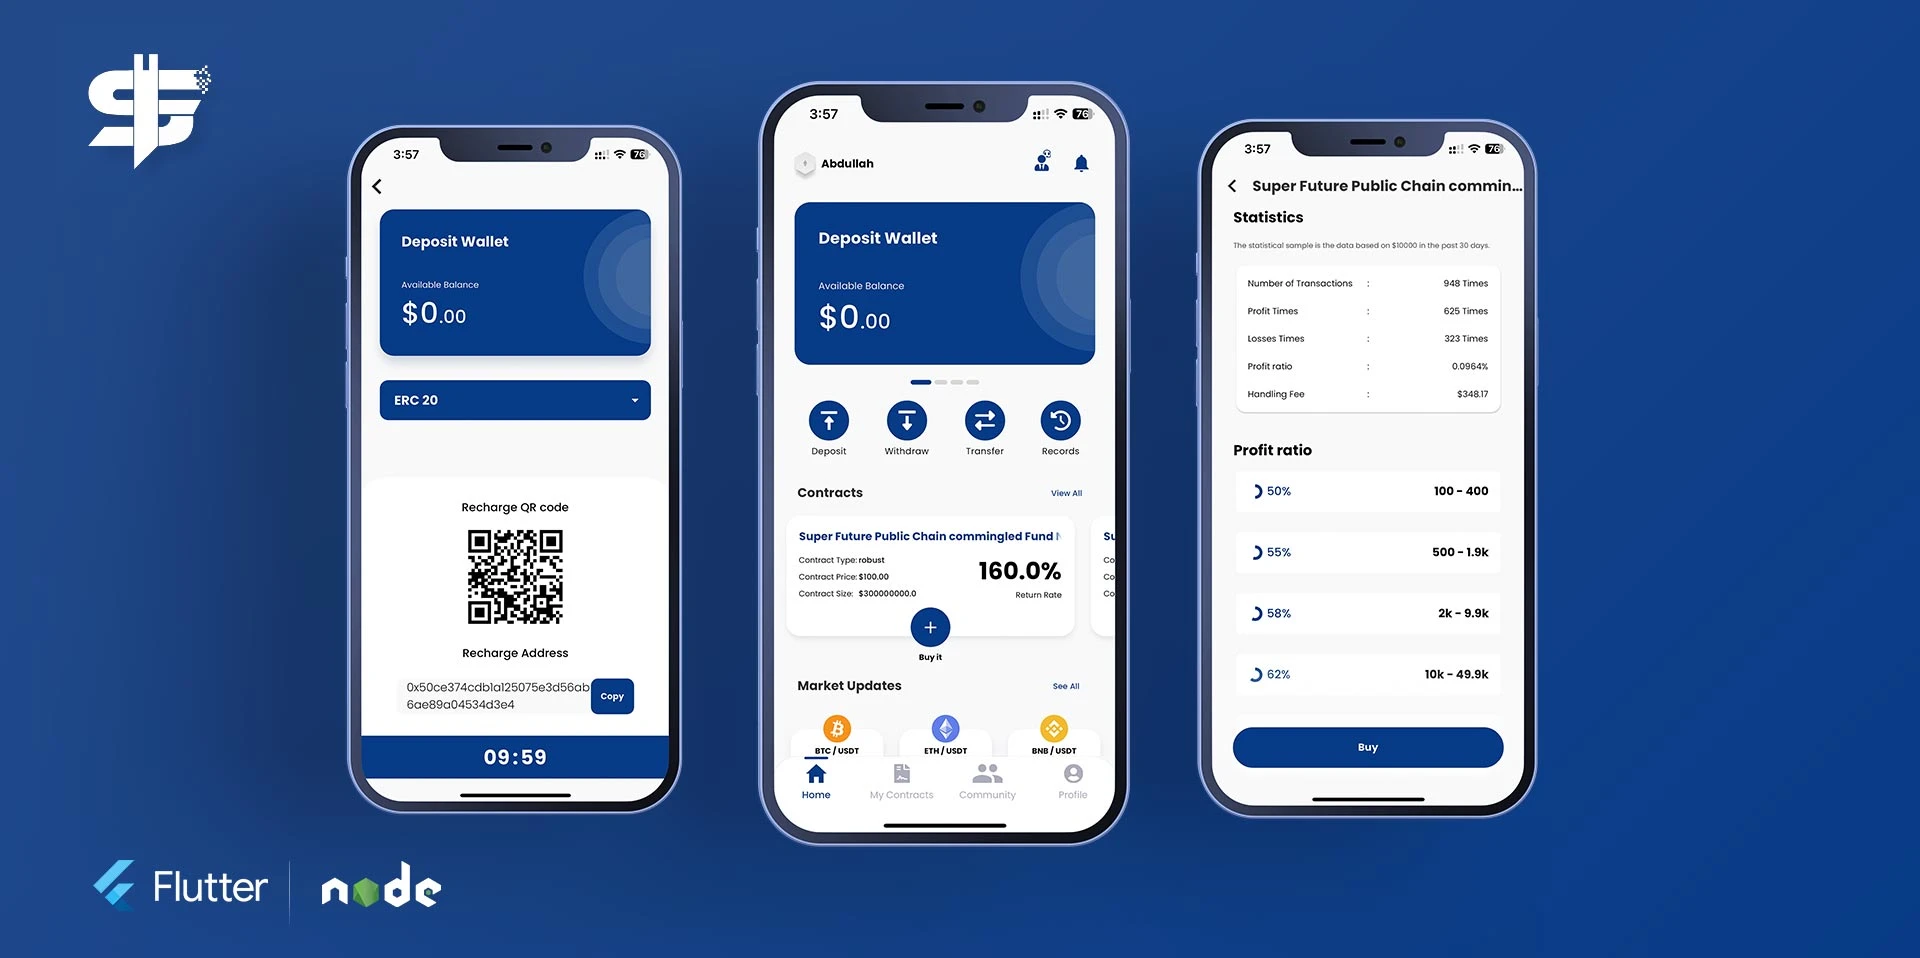 3:57
76
Deposit Wallet
Available Balance
$0.00
ERC 20
Recharge QR code
Recharge Address
0x50ce374cdb1a125075e3d56ab
6ae89a04534d3e4
Copy
09:59
3:57
76
Abdullah
Deposit Wallet
Available Balance
$0.00
Deposit
Withdraw
Transfer
Records
Contracts
View All
Super Future Public Chain commingled Fund
Su
Contract Type: robust
Co
Contract Price: $100.00
Co
Contract Size: $300000000.0
Co
160.0%
Return Rate
+
Buy it
Market Updates
See All
BTC / USDT
ETH / USDT
BNB / USDT
Home
My Contracts
Community
Profile
3:57
76
Super Future Public Chain commin...
Statistics
The statistical sample is the data based on $10000 in the past 30 days.
Number of Transactions : 948 Times
Profit Times : 625 Times
Losses Times : 323 Times
Profit ratio : 0.0964%
Handling Fee : $348.17
Profit ratio
50% 100 - 400
55% 500 - 1.9k
58% 2k - 9.9k
62% 10k - 49.9k
Buy
Flutter
node